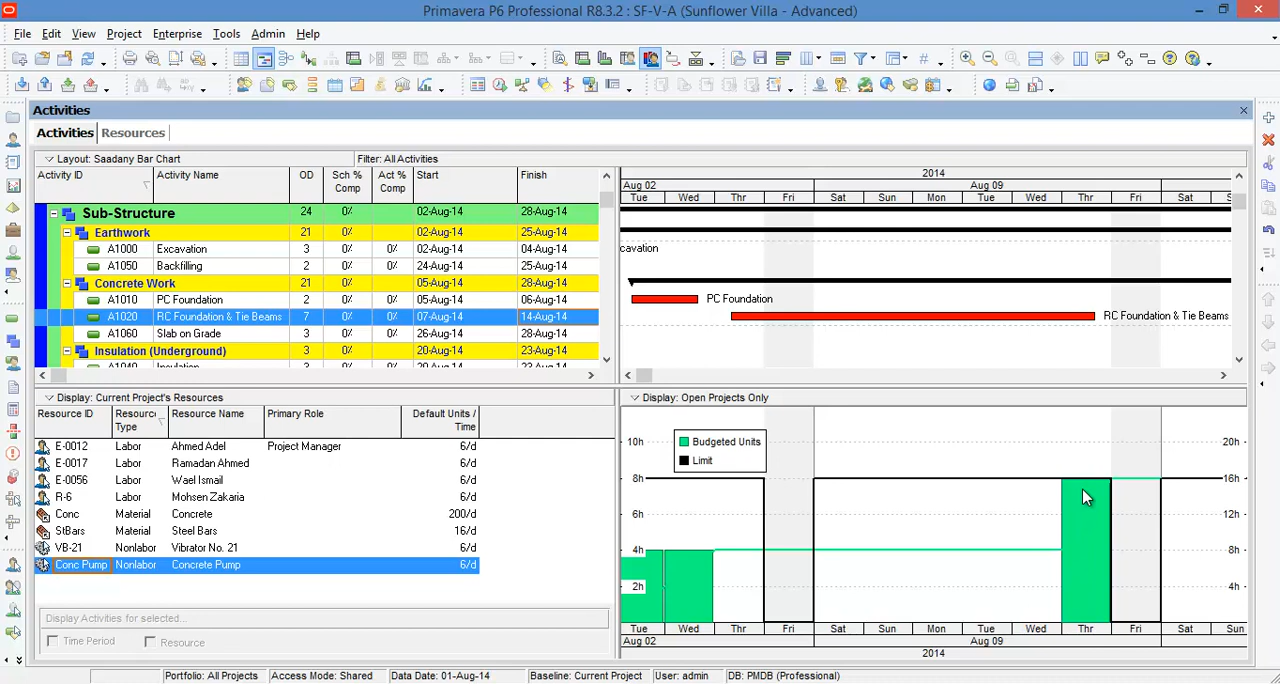 Primavera P6 Professional R8.3.2 : SF-V-A (Sunflower Villa - Advanced)
File Edit View Project Enterprise Tools Admin Help
Activities
Activities Resources
Layout: Saadany Bar Chart Filter: All Activities
Activity ID Activity Name OD Sch % Comp Act % Comp Start Finish
2014
Aug 02 Aug 09
Tue Wed Thr Fri Sat Sun Mon Tue Wed Thr Fri Sat S
Sub-Structure 24 0% 02-Aug-14 28-Aug-14
Earthwork 21 0% 02-Aug-14 25-Aug-14
A1000 Excavation 3 0% 0% 02-Aug-14 04-Aug-14 cavation
A1050 Backfilling 2 0% 0% 24-Aug-14 25-Aug-14
Concrete Work 21 0% 05-Aug-14 28-Aug-14
A1010 PC Foundation 2 0% 0% 05-Aug-14 06-Aug-14 PC Foundation
A1020 RC Foundation & Tie Beams 7 0% 0% 07-Aug-14 14-Aug-14 RC Foundation & Tie Beams
A1060 Slab on Grade 3 0% 0% 26-Aug-14 28-Aug-14
Insulation (Underground) 3 0% 20-Aug-14 23-Aug-14
Display: Current Project's Resources Display: Open Projects Only
Resource ID Resourc Type Resource Name Primary Role Default Units / Time
E-0012 Labor Ahmed Adel Project Manager 6/d
E-0017 Labor Ramadan Ahmed 6/d
E-0056 Labor Wael Ismail 6/d
R-6 Labor Mohsen Zakaria 6/d
Conc Material Concrete 200/d
StBars Material Steel Bars 16/d
VB-21 Nonlabor Vibrator No. 21 6/d
Conc Pump Nonlabor Concrete Pump 6/d
Display Activities for selected...
Time Period Resource
Budgeted Units
Limit
10h 20h
8h 16h
6h 12h
4h 8h
2h 4h
Tue Wed Thr Fri Sat Sun Mon Tue Wed Thr Fri Sat Sun
Aug 02 Aug 09
2014
Portfolio: All Projects Access Mode: Shared Data Date: 01-Aug-14 Baseline: Current Project User: admin DB: PMDB (Professional)